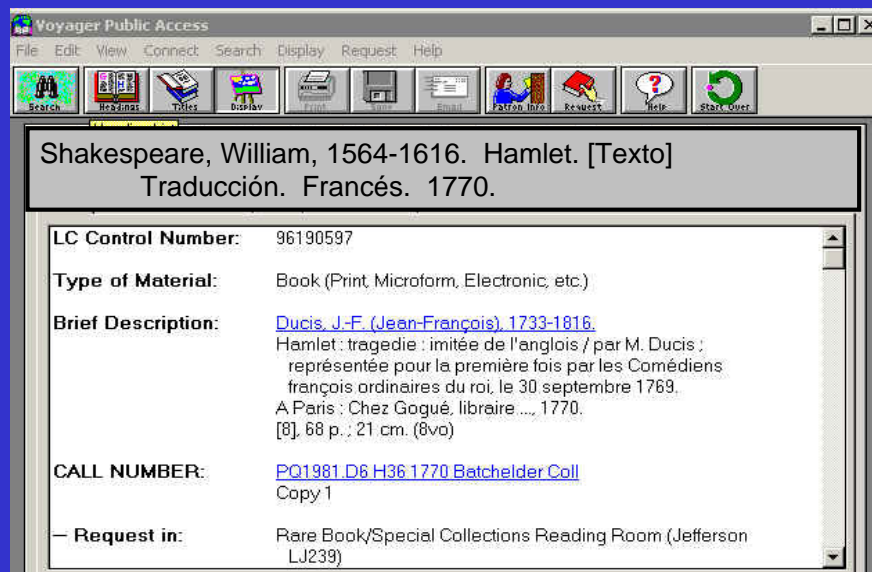 Voyager Public Access
File Edit View Connect Search Display Request Help
Search Headings Titles Display Print Save Email Patron Info Request Help Start Over
Shakespeare, William, 1564-1616. Hamlet. [Texto]
Traducción. Francés. 1770.
LC Control Number: 96190597
Type of Material: Book (Print, Microform, Electronic, etc.)
Brief Description: Ducis, J.-F. (Jean-François), 1733-1816.
Hamlet : tragedie : imitée de l'anglois / par M. Ducis ;
représentée pour la première fois par les Comédiens
françois ordinaires du roi, le 30 septembre 1769.
A Paris : Chez Gogué, libraire ..., 1770.
[8], 68 p. ; 21 cm. (8vo)
CALL NUMBER: PQ1981.D6 H36 1770 Batchelder Coll
Copy 1
— Request in: Rare Book/Special Collections Reading Room (Jefferson
LJ239)